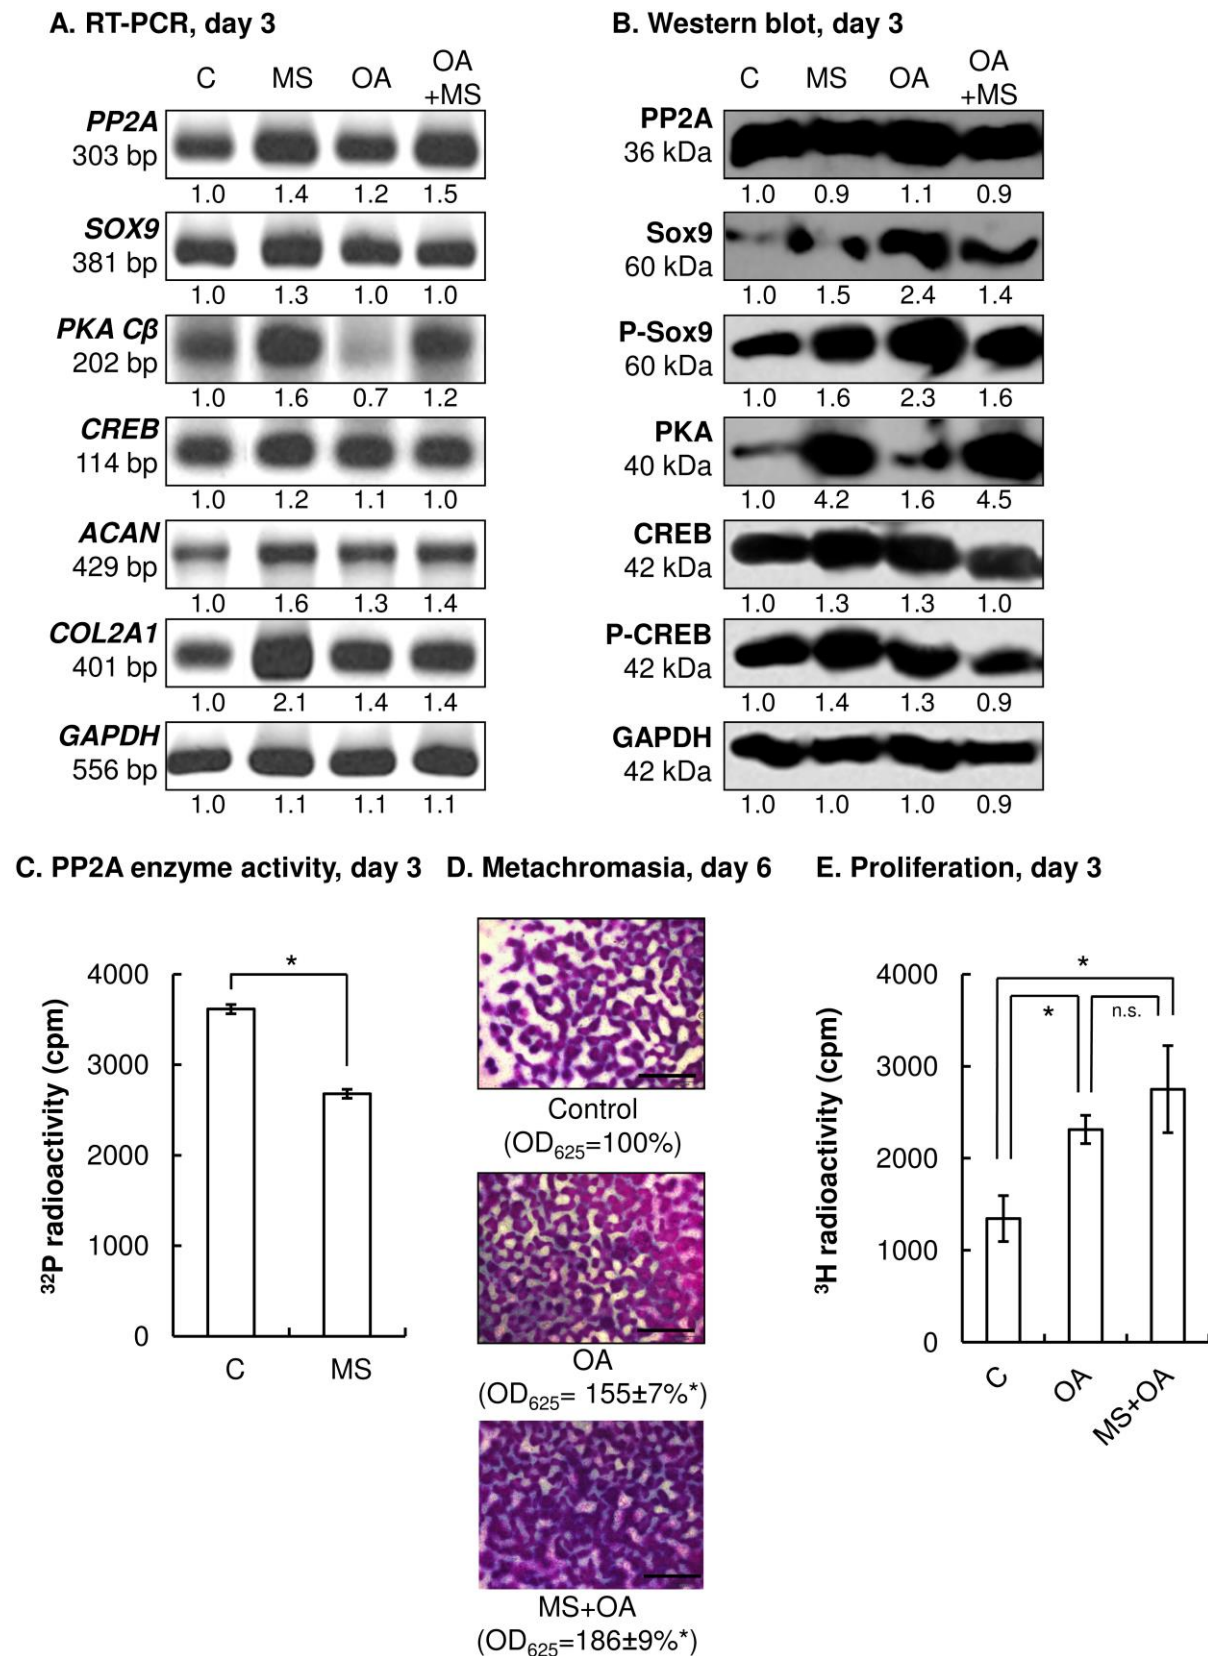 A. RT-PCR, day 3
C MS OA OA +MS
PP2A
303 bp
1.0 1.4 1.2 1.5
SOX9
381 bp
1.0 1.3 1.0 1.0
PKA Cβ
202 bp
1.0 1.6 0.7 1.2
CREB
114 bp
1.0 1.2 1.1 1.0
ACAN
429 bp
1.0 1.6 1.3 1.4
COL2A1
401 bp
1.0 2.1 1.4 1.4
GAPDH
556 bp
1.0 1.1 1.1 1.1
B. Western blot, day 3
C MS OA OA +MS
PP2A
36 kDa
1.0 0.9 1.1 0.9
Sox9
60 kDa
1.0 1.5 2.4 1.4
P-Sox9
60 kDa
1.0 1.6 2.3 1.6
PKA
40 kDa
1.0 4.2 1.6 4.5
CREB
42 kDa
1.0 1.3 1.3 1.0
P-CREB
42 kDa
1.0 1.4 1.3 0.9
GAPDH
42 kDa
1.0 1.0 1.0 0.9
C. PP2A enzyme activity, day 3
³²P radioactivity (cpm)
4000
3000
2000
1000
0
*
C MS
D. Metachromasia, day 6
Control
(OD₆₂₅=100%)
OA
(OD₆₂₅= 155±7%*)
MS+OA
(OD₆₂₅=186±9%*)
E. Proliferation, day 3
³H radioactivity (cpm)
4000
3000
2000
1000
0
*
* n.s.
C OA MS+OA